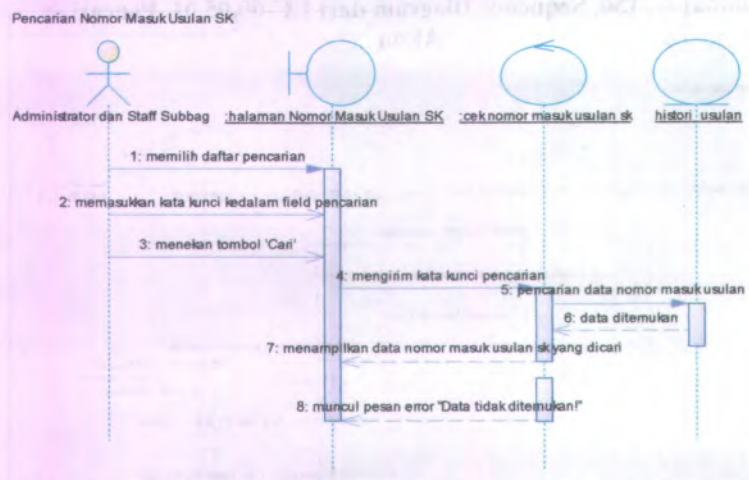 Pencarian Nomor Masuk Usulan SK
Administrator dan Staff Subbag
:halaman Nomor Masuk Usulan SK
:cek nomor masuk usulan sk
histori_usulan
1: memilih daftar pencarian
2: memasukkan kata kunci kedalam field pencarian
3: menekan tombol 'Cari'
4: mengirim kata kunci pencarian
5: pencarian data nomor masuk usulan
6: data ditemukan
7: menampilkan data nomor masuk usulan sk yang dicari
8: muncul pesan error "Data tidak ditemukan!"